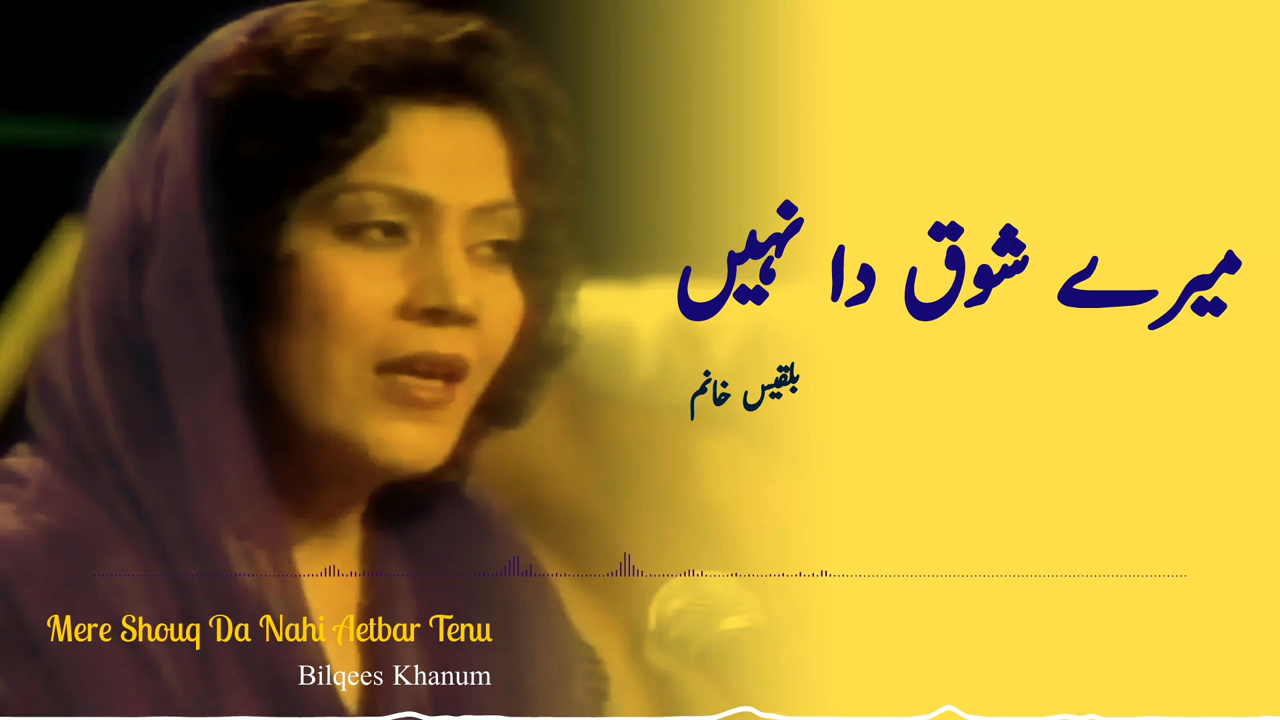 میرے شوق دا نہیں
بلقیس خانم
Mere Shouq Da Nahi Aetbar Tenu
Bilqees Khanum